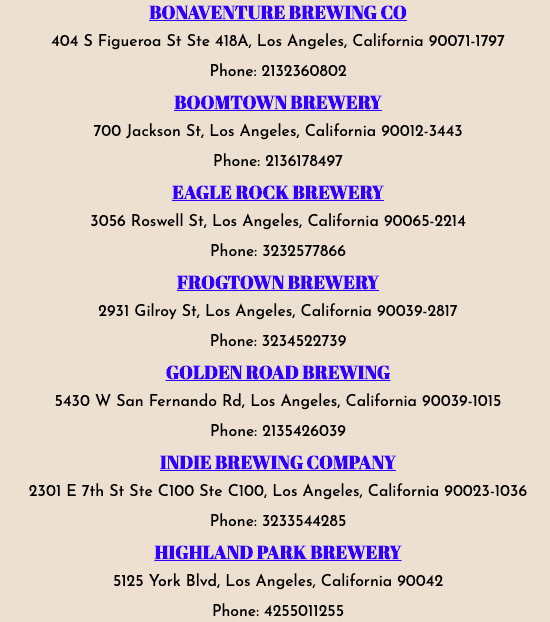 BONAVENTURE BREWING CO
404 S Figueroa St Ste 418A, Los Angeles, California 90071-1797
Phone: 2132360802
BOOMTOWN BREWERY
700 Jackson St, Los Angeles, California 90012-3443
Phone: 2136178497
EAGLE ROCK BREWERY
3056 Roswell St, Los Angeles, California 90065-2214
Phone: 3232577866
FROGTOWN BREWERY
2931 Gilroy St, Los Angeles, California 90039-2817
Phone: 3234522739
GOLDEN ROAD BREWING
5430 W San Fernando Rd, Los Angeles, California 90039-1015
Phone: 2135426039
INDIE BREWING COMPANY
2301 E 7th St Ste C100 Ste C100, Los Angeles, California 90023-1036
Phone: 3233544285
HIGHLAND PARK BREWERY
5125 York Blvd, Los Angeles, California 90042
Phone: 4255011255